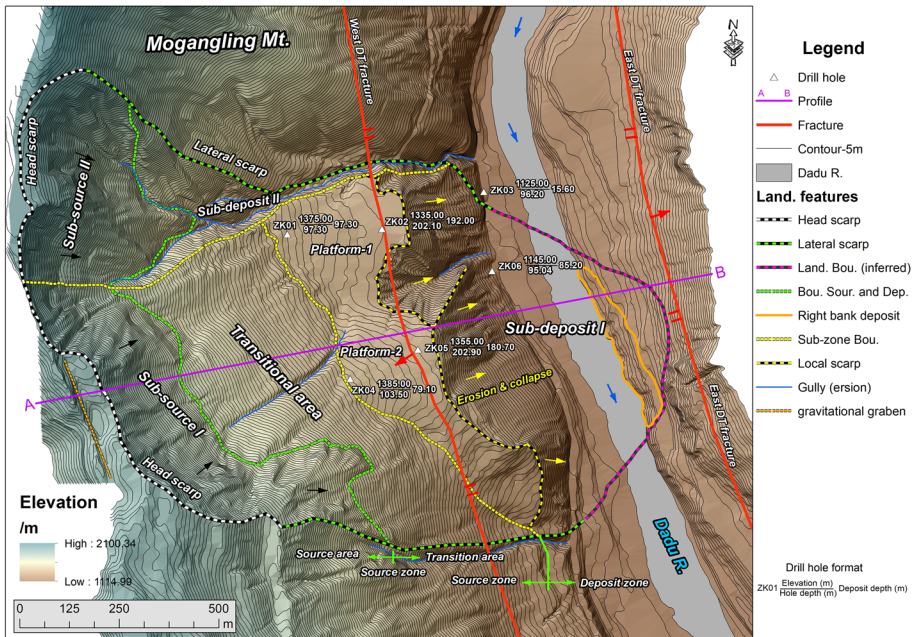 Mogangling Mt.
N
West DT fracture
East DT fracture
Head scarp
Sub-source II
Lateral scarp
Sub-deposit II
ZK01 1375.00 97.30
97.30
Platform-1
ZK02 1335.00 192.00
202.10
ZK03 1125.00 15.60
96.20
ZK06 1145.00 85.20
95.04
B
Sub-deposit I
Transitional area
Platform-2
ZK05 1355.00 180.70
202.90
ZK04 1385.00 79.10
103.50
Erosion & collapse
A
Sub-source I
Head scarp
East DT fracture
Dadu R.
Source area
Transition area
Source zone
Source zone
Deposit zone
Elevation
/m
High : 2100.34
Low : 1114.99
0 125 250 500
m
Legend
Drill hole
A B Profile
Fracture
Contour-5m
Dadu R.
Land. features
Head scarp
Lateral scarp
Land. Bou. (inferred)
Bou. Sour. and Dep.
Right bank deposit
Sub-zone Bou.
Local scarp
Gully (ersion)
gravitational graben
Drill hole format
ZK01 Elevation (m) Deposit depth (m)
Hole depth (m)